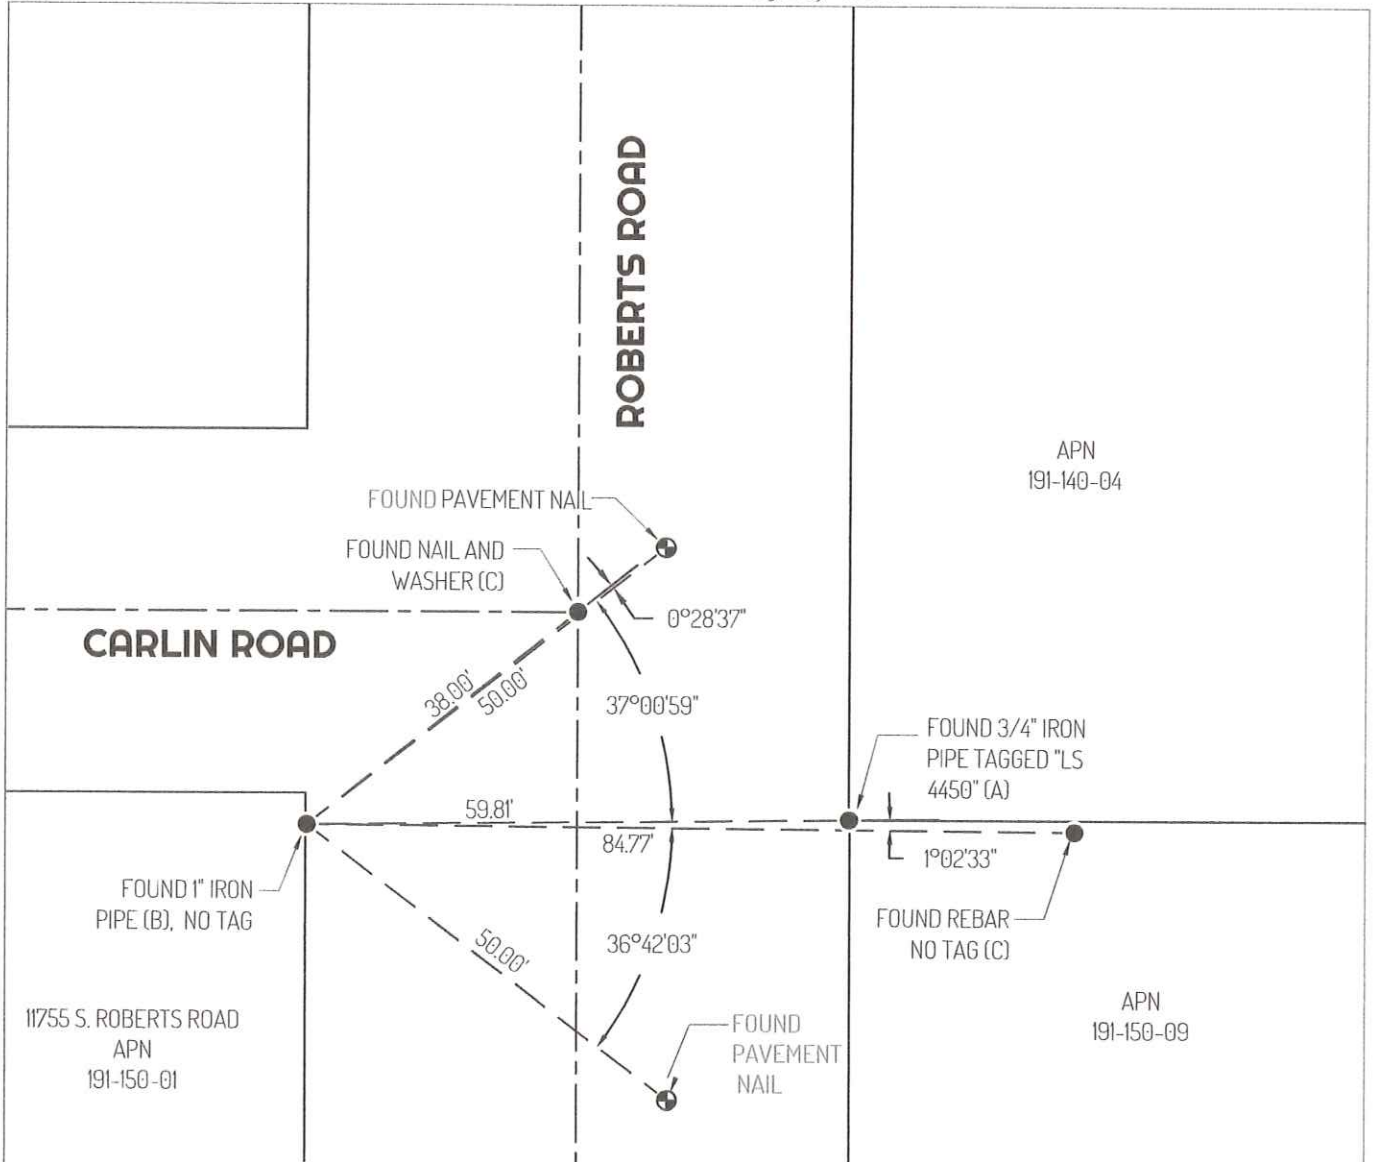 ROBERTS ROAD
APN
191-140-04
FOUND PAVEMENT NAIL
FOUND NAIL AND
WASHER (C)
0°28'37"
CARLIN ROAD
38.00'
50.00'
37°00'59"
FOUND 3/4" IRON
PIPE TAGGED "LS
4450" (A)
59.81'
84.77'
1°02'33"
FOUND 1" IRON
PIPE (B), NO TAG
FOUND REBAR
NO TAG (C)
50.00'
36°42'03"
11755 S. ROBERTS ROAD
APN
191-150-01
FOUND
PAVEMENT
NAIL
APN
191-150-09